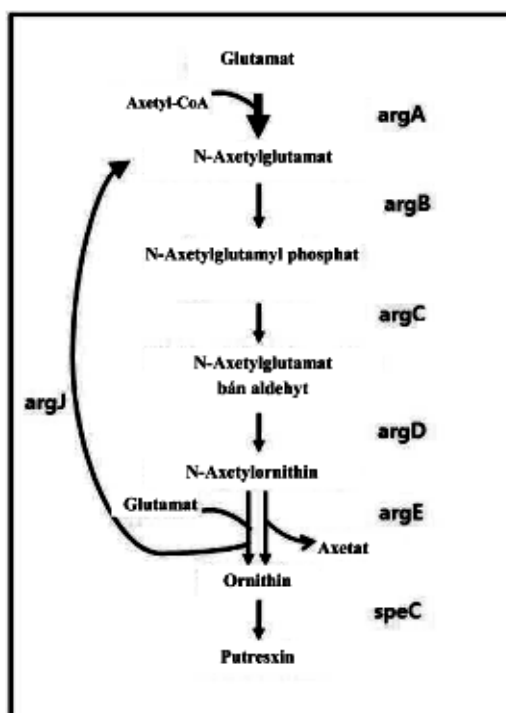 Glutamat
Axetyl-CoA
argA
N-Axetylglutamat
argB
N-Axetylglutamyl phosphat
argC
N-Axetylglutamat
bán aldehyt
argJ
argD
N-Axetylornithin
Glutamat
argE
Axetat
Ornithin
speC
Putresxin